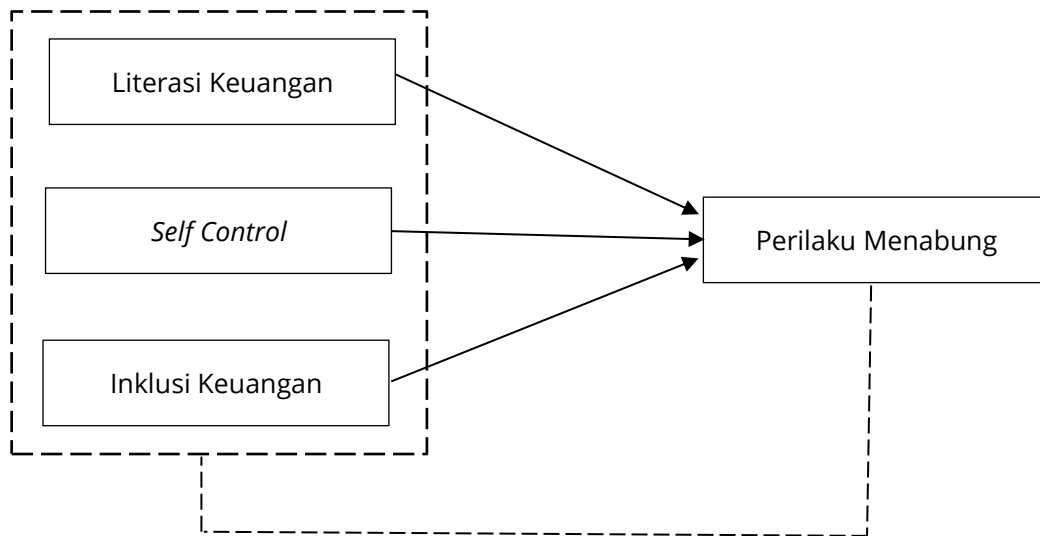 Literasi Keuangan
Self Control
Perilaku Menabung
Inklusi Keuangan